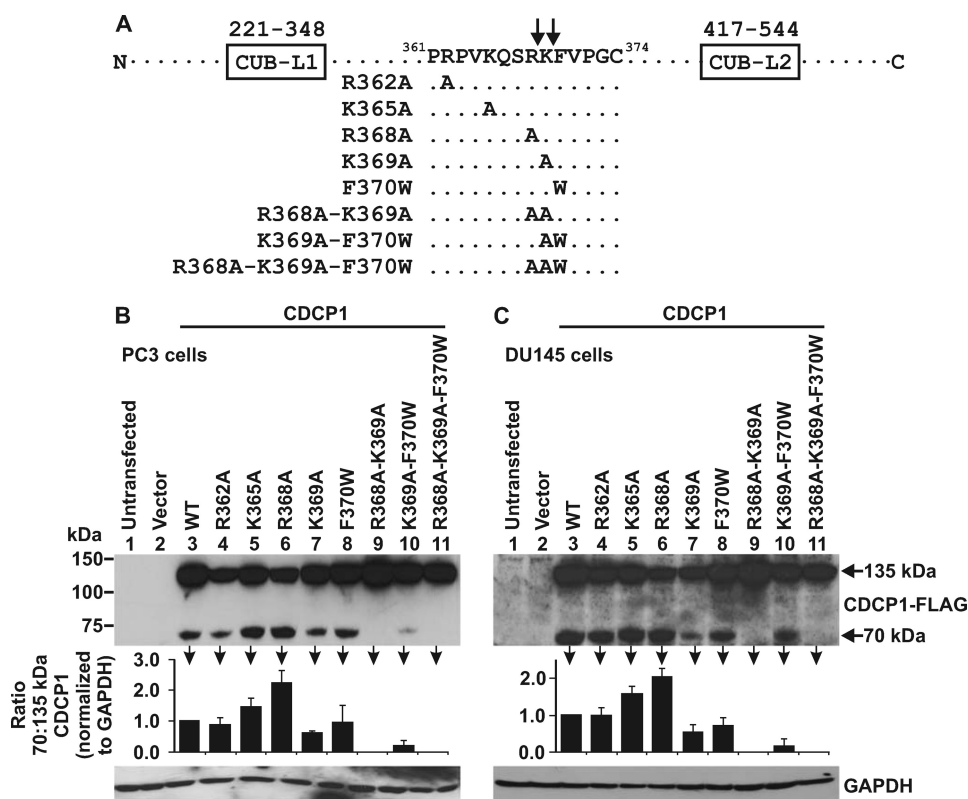 A
221-348
417-544
N CUB-L1 361 PRPVKQSRKFVPGC 374 CUB-L2 C
R362A .A............
K365A ....A.........
R368A .......A......
K369A ........A.....
F370W .........W....
R368A-K369A .......AA.....
K369A-F370W ........AW....
R368A-K369A-F370W .......AAW....
B
CDCP1
PC3 cells
Untransfected
Vector
WT
R362A
K365A
R368A
K369A
F370W
R368A-K369A
K369A-F370W
R368A-K369A-F370W
kDa 1 2 3 4 5 6 7 8 9 10 11
150
100
75
Ratio
70:135 kDa
CDCP1
(normalized
to GAPDH)
3.0
2.0
1.0
0.0
C
CDCP1
DU145 cells
Untransfected
Vector
WT
R362A
K365A
R368A
K369A
F370W
R368A-K369A
K369A-F370W
R368A-K369A-F370W
1 2 3 4 5 6 7 8 9 10 11
135 kDa
CDCP1-FLAG
70 kDa
2.0
1.0
0.0
GAPDH